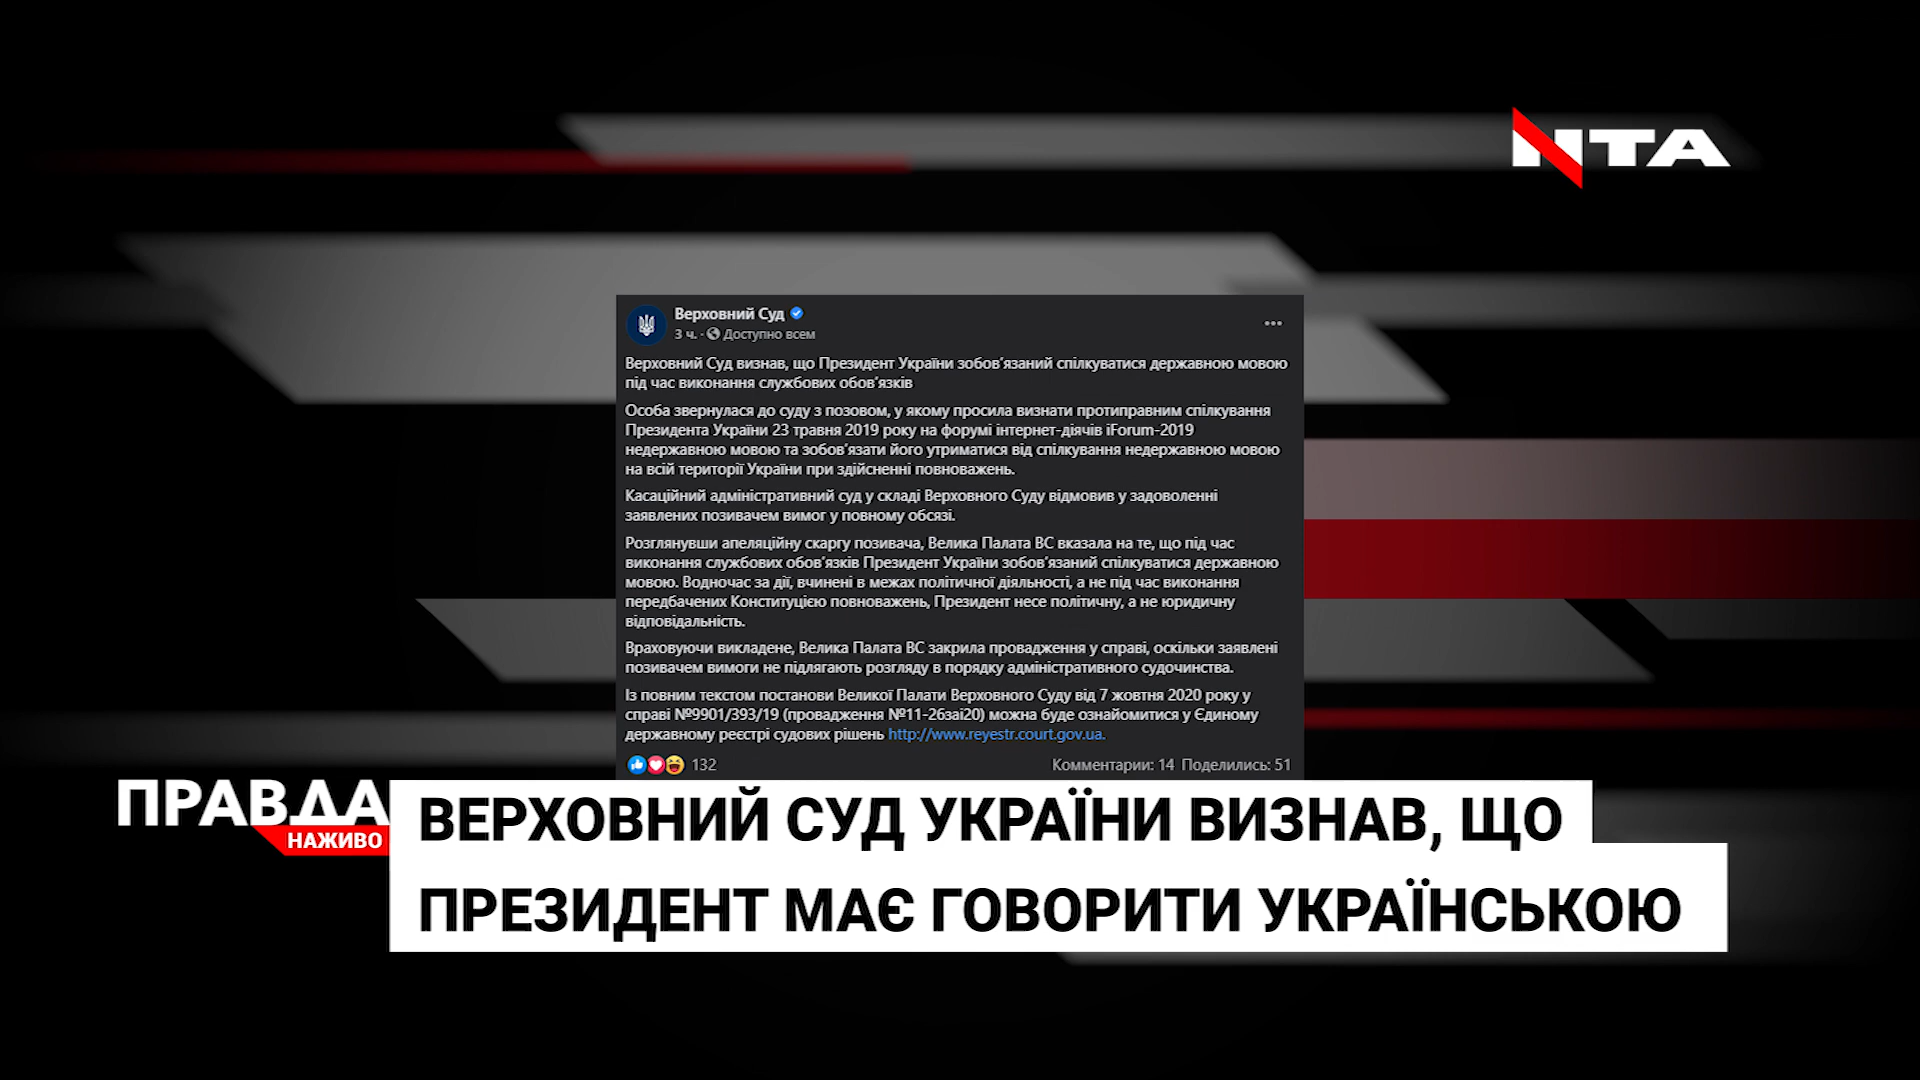 NTA
Верховний Суд
3 ч. · Доступно всем
Верховний Суд визнав, що Президент України зобов’язаний спілкуватися державною мовою
під час виконання службових обов’язків
Особа звернулася до суду з позовом, у якому просила визнати протиправним спілкування
Президента України 23 травня 2019 року на форумі інтернет-діячів iForum-2019
недержавною мовою та зобов’язати його утриматися від спілкування недержавною мовою
на всій території України при здійсненні повноважень.
Касаційний адміністративний суд у складі Верховного Суду відмовив у задоволенні
заявлених позивачем вимог у повному обсязі.
Розглянувши апеляційну скаргу позивача, Велика Палата ВС вказала на те, що під час
виконання службових обов’язків Президент України зобов’язаний спілкуватися державною
мовою. Водночас за дії, вчинені в межах політичної діяльності, а не під час виконання
передбачених Конституцією повноважень, Президент несе політичну, а не юридичну
відповідальність.
Враховуючи викладене, Велика Палата ВС закрила провадження у справі, оскільки заявлені
позивачем вимоги не підлягають розгляду в порядку адміністративного судочинства.
Із повним текстом постанови Великої Палати Верховного Суду від 7 жовтня 2020 року у
справі №9901/393/19 (провадження №11-26заі20) можна буде ознайомитися у Єдиному
державному реєстрі судових рішень http://www.reyestr.court.gov.ua.
132
Комментарии: 14 Поделились: 51
ПРАВДА
НАЖИВО
ВЕРХОВНИЙ СУД УКРАЇНИ ВИЗНАВ, ЩО
ПРЕЗИДЕНТ МАЄ ГОВОРИТИ УКРАЇНСЬКОЮ